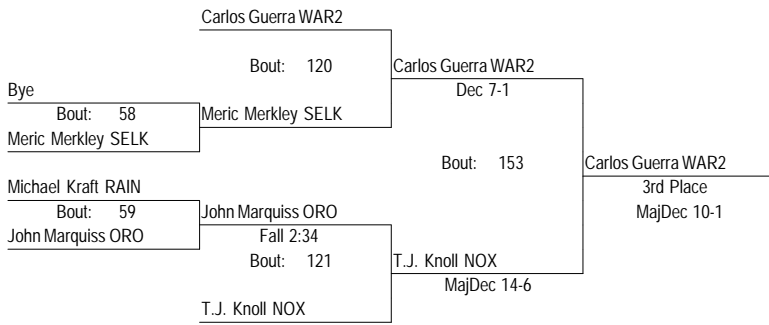 Carlos Guerra WAR2
Bout: 120
Carlos Guerra WAR2
Bye
Dec 7-1
Bout: 58
Meric Merkley SELK
Meric Merkley SELK
Bout: 153
Carlos Guerra WAR2
Michael Kraft RAIN
3rd Place
Bout: 59
John Marquiss ORO
MajDec 10-1
John Marquiss ORO
Fall 2:34
Bout: 121
T.J. Knoll NOX
MajDec 14-6
T.J. Knoll NOX